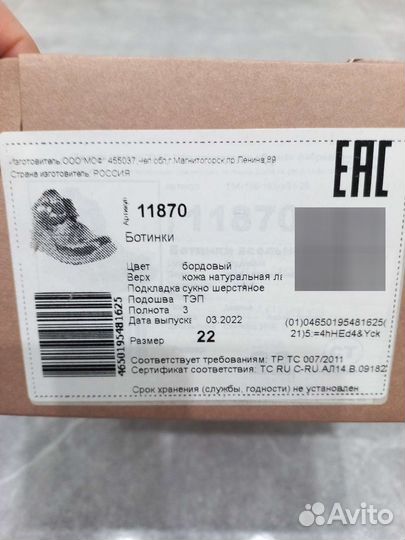 Изготовитель:ООО"МОФ" 455037,Чел.обл,г.Магнитогорск,пр.Ленина,89
Страна изготовитель: РОССИЯ
EAC
Артикул 11870
Ботинки
Цвет бордовый
Верх кожа натуральная ла
Подкладка сукно шерстяное
Подошва ТЭП
Полнота 3
Дата выпуска 03.2022
Размер 22
(01)04650195481625(
21)5.=4hHEd4&Yck
4650195481625
Соответствует требованиям: ТР ТС 007/2011
Сертификат соответствия: ТС RU C-RU.АЛ14.В.09182
Срок хранения (службы, годности) не установлен
Avito